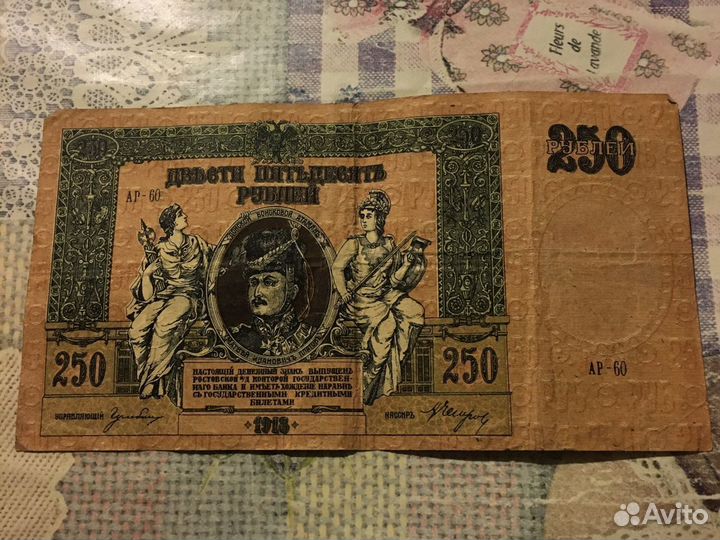 Fleurs
de
Lavande
250 250
250
РУБЛЕЙ
ДВѢСТИ ПЯТЬДЕСЯТЪ
РУБЛЕЙ
АР-60
250
250
АР-60
НАСТОЯЩІЙ ДЕНЕЖНЫЙ ЗНАКЪ ВЫПУЩЕНЪ
РОСТОВСКОЙ н/Д КОНТОРОЙ ГОСУДАРСТВЕН-
НАГО БАНКА И ИМѢЕТЪ ХОЖДЕНІЕ НАРАВНѢ
СЪ ГОСУДАРСТВЕННЫМИ КРЕДИТНЫМИ
БИЛЕТАМИ
УПРАВЛЯЮЩІЙ
КАССИРЪ
1918
Avito